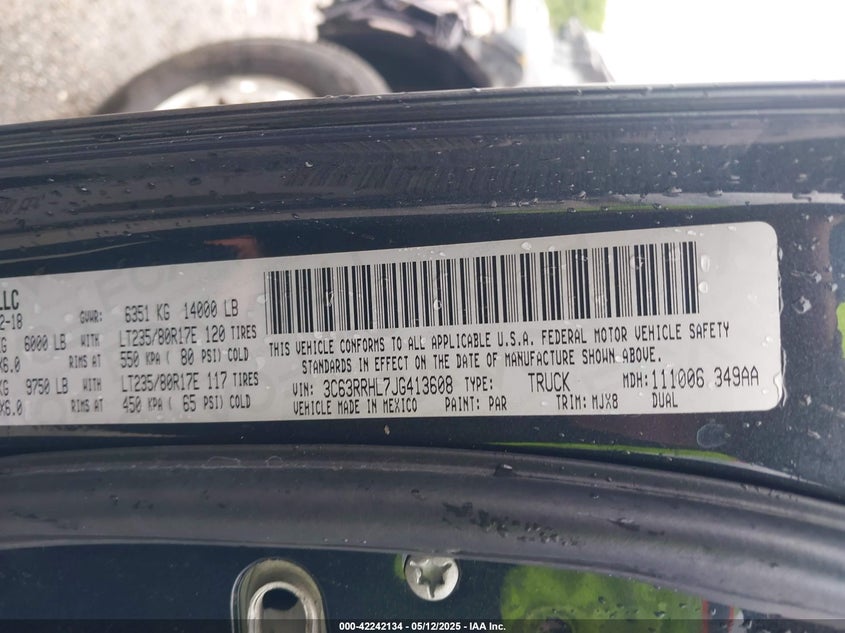 LLC
2-18 GVWR: 6351 KG 14000 LB
KG 6000 LB WITH LT235/80R17E 120 TIRES
X6.0 RIMS AT 550 KPA ( 80 PSI) COLD
KG 9750 LB WITH LT235/80R17E 117 TIRES
X6.0 RIMS AT 450 KPA ( 65 PSI) COLD
THIS VEHICLE CONFORMS TO ALL APPLICABLE U.S.A. FEDERAL MOTOR VEHICLE SAFETY
STANDARDS IN EFFECT ON THE DATE OF MANUFACTURE SHOWN ABOVE.
VIN: 3C63RRHL7JG413608 TYPE: TRUCK MDH: 111006 349AA
VEHICLE MADE IN MEXICO PAINT: PAR TRIM: MJX8 DUAL
000-42242134 - 05/12/2025 - IAA Inc.